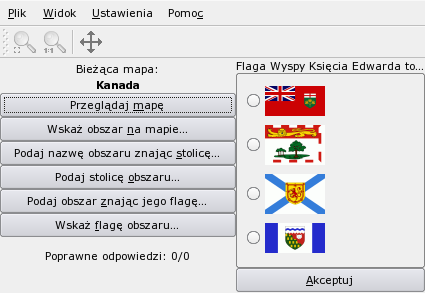 Plik Widok Ustawienia Pomoc
1:1
Bieżąca mapa:
Kanada
Przeglądaj mapę
Wskaż obszar na mapie...
Podaj nazwę obszaru znając stolicę...
Podaj stolicę obszaru...
Podaj obszar znając jego flagę...
Wskaż flagę obszaru...
Poprawne odpowiedzi: 0/0
Flaga Wyspy Księcia Edwarda to...
Akceptuj